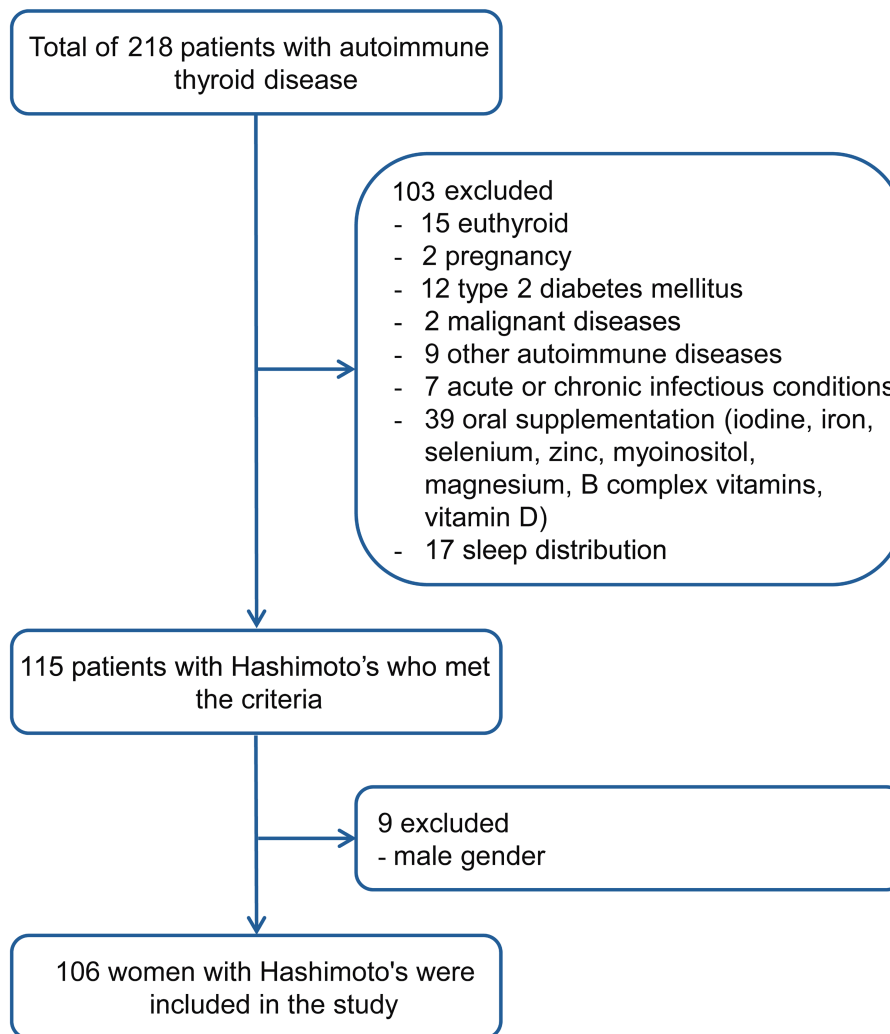 Total of 218 patients with autoimmune
thyroid disease
103 excluded
- 15 euthyroid
- 2 pregnancy
- 12 type 2 diabetes mellitus
- 2 malignant diseases
- 9 other autoimmune diseases
- 7 acute or chronic infectious conditions
- 39 oral supplementation (iodine, iron,
selenium, zinc, myoinositol,
magnesium, B complex vitamins,
vitamin D)
- 17 sleep distribution
115 patients with Hashimoto’s who met
the criteria
9 excluded
- male gender
106 women with Hashimoto's were
included in the study